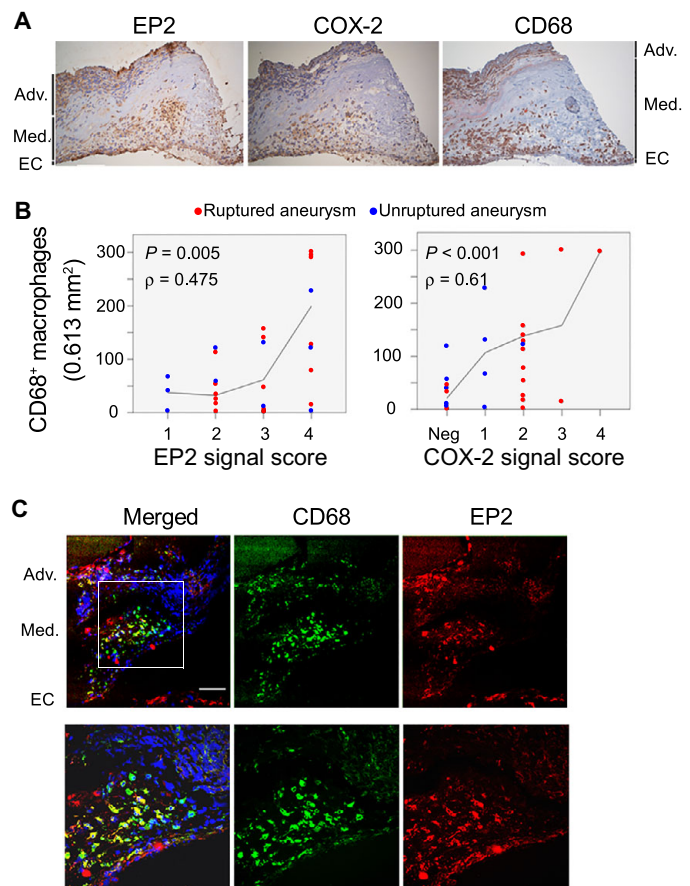 A
EP2 COX-2 CD68
Adv.
Med.
EC
Adv.
Med.
EC
B
Ruptured aneurysm Unruptured aneurysm
CD68+ macrophages
(0.613 mm²)
300
200
100
0
P = 0.005
ρ = 0.475
1 2 3 4
EP2 signal score
300
200
100
0
P < 0.001
ρ = 0.61
Neg 1 2 3 4
COX-2 signal score
C
Merged CD68 EP2
Adv.
Med.
EC